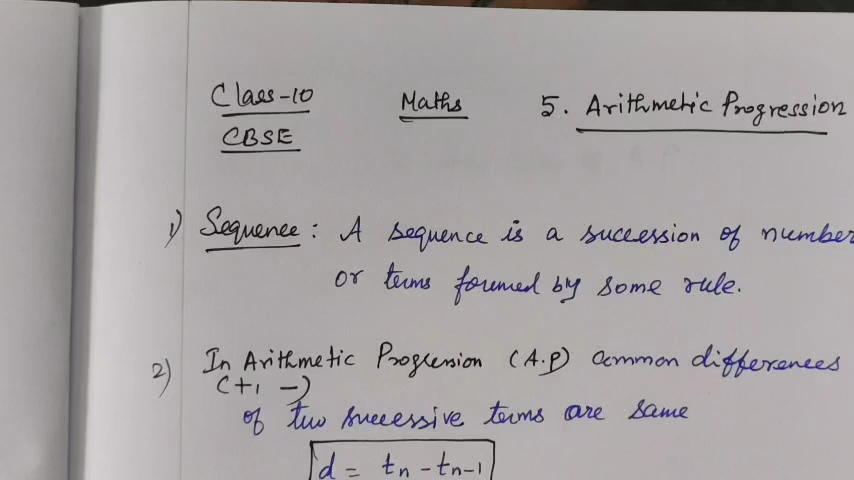 Class-10 Maths 5. Arithmetic Progression
CBSE
1) Sequence : A sequence is a succession of number
or terms formed by some rule.
2) In Arithmetic Progression (A.P) common differences
(+, -)
of two successive terms are same
d = tn - tn-1